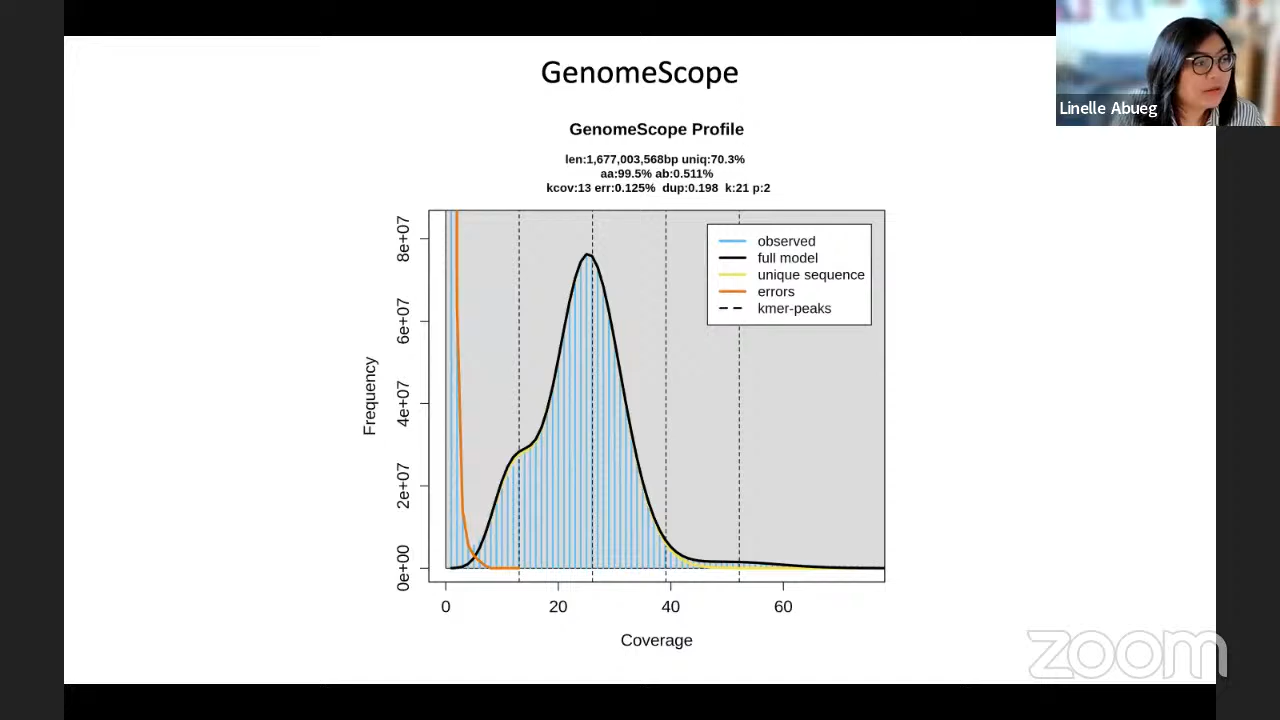 GenomeScope
Linelle Abueg
GenomeScope Profile
len:1,677,003,568bp uniq:70.3%
aa:99.5% ab:0.511%
kcov:13 err:0.125% dup:0.198 k:21 p:2
observed
full model
unique sequence
errors
kmer-peaks
Frequency
8e+07
6e+07
4e+07
2e+07
0e+00
0 20 40 60
Coverage
zoom